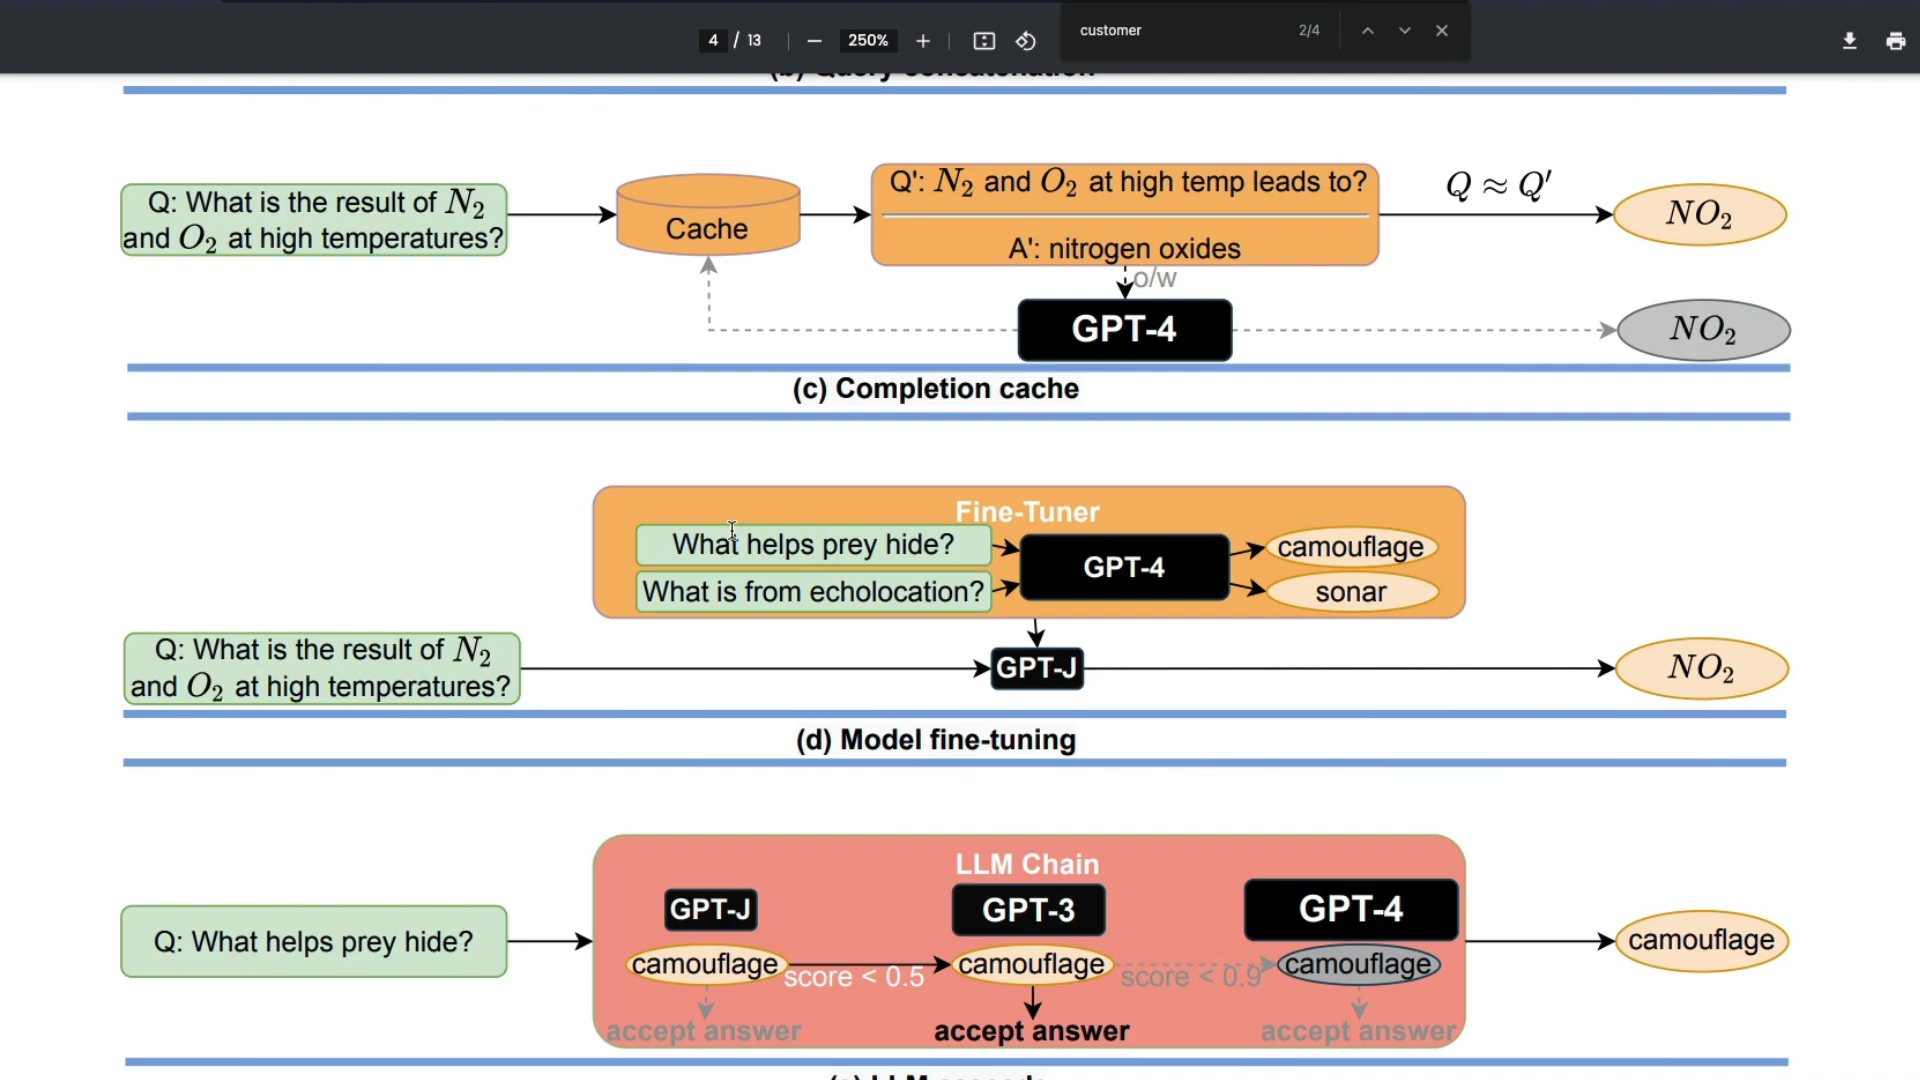 4 / 13
250%
customer
2/4
(b) Query concatenation
Q: What is the result of N₂
and O₂ at high temperatures?
Cache
Q': N₂ and O₂ at high temp leads to?
A': nitrogen oxides
Q ≈ Q′
NO₂
o/w
GPT-4
NO₂
(c) Completion cache
Fine-Tuner
What helps prey hide?
What is from echolocation?
GPT-4
camouflage
sonar
Q: What is the result of N₂
and O₂ at high temperatures?
GPT-J
NO₂
(d) Model fine-tuning
LLM Chain
GPT-J
GPT-3
GPT-4
Q: What helps prey hide?
camouflage
score < 0.5
camouflage
score < 0.9
camouflage
camouflage
accept answer
accept answer
accept answer